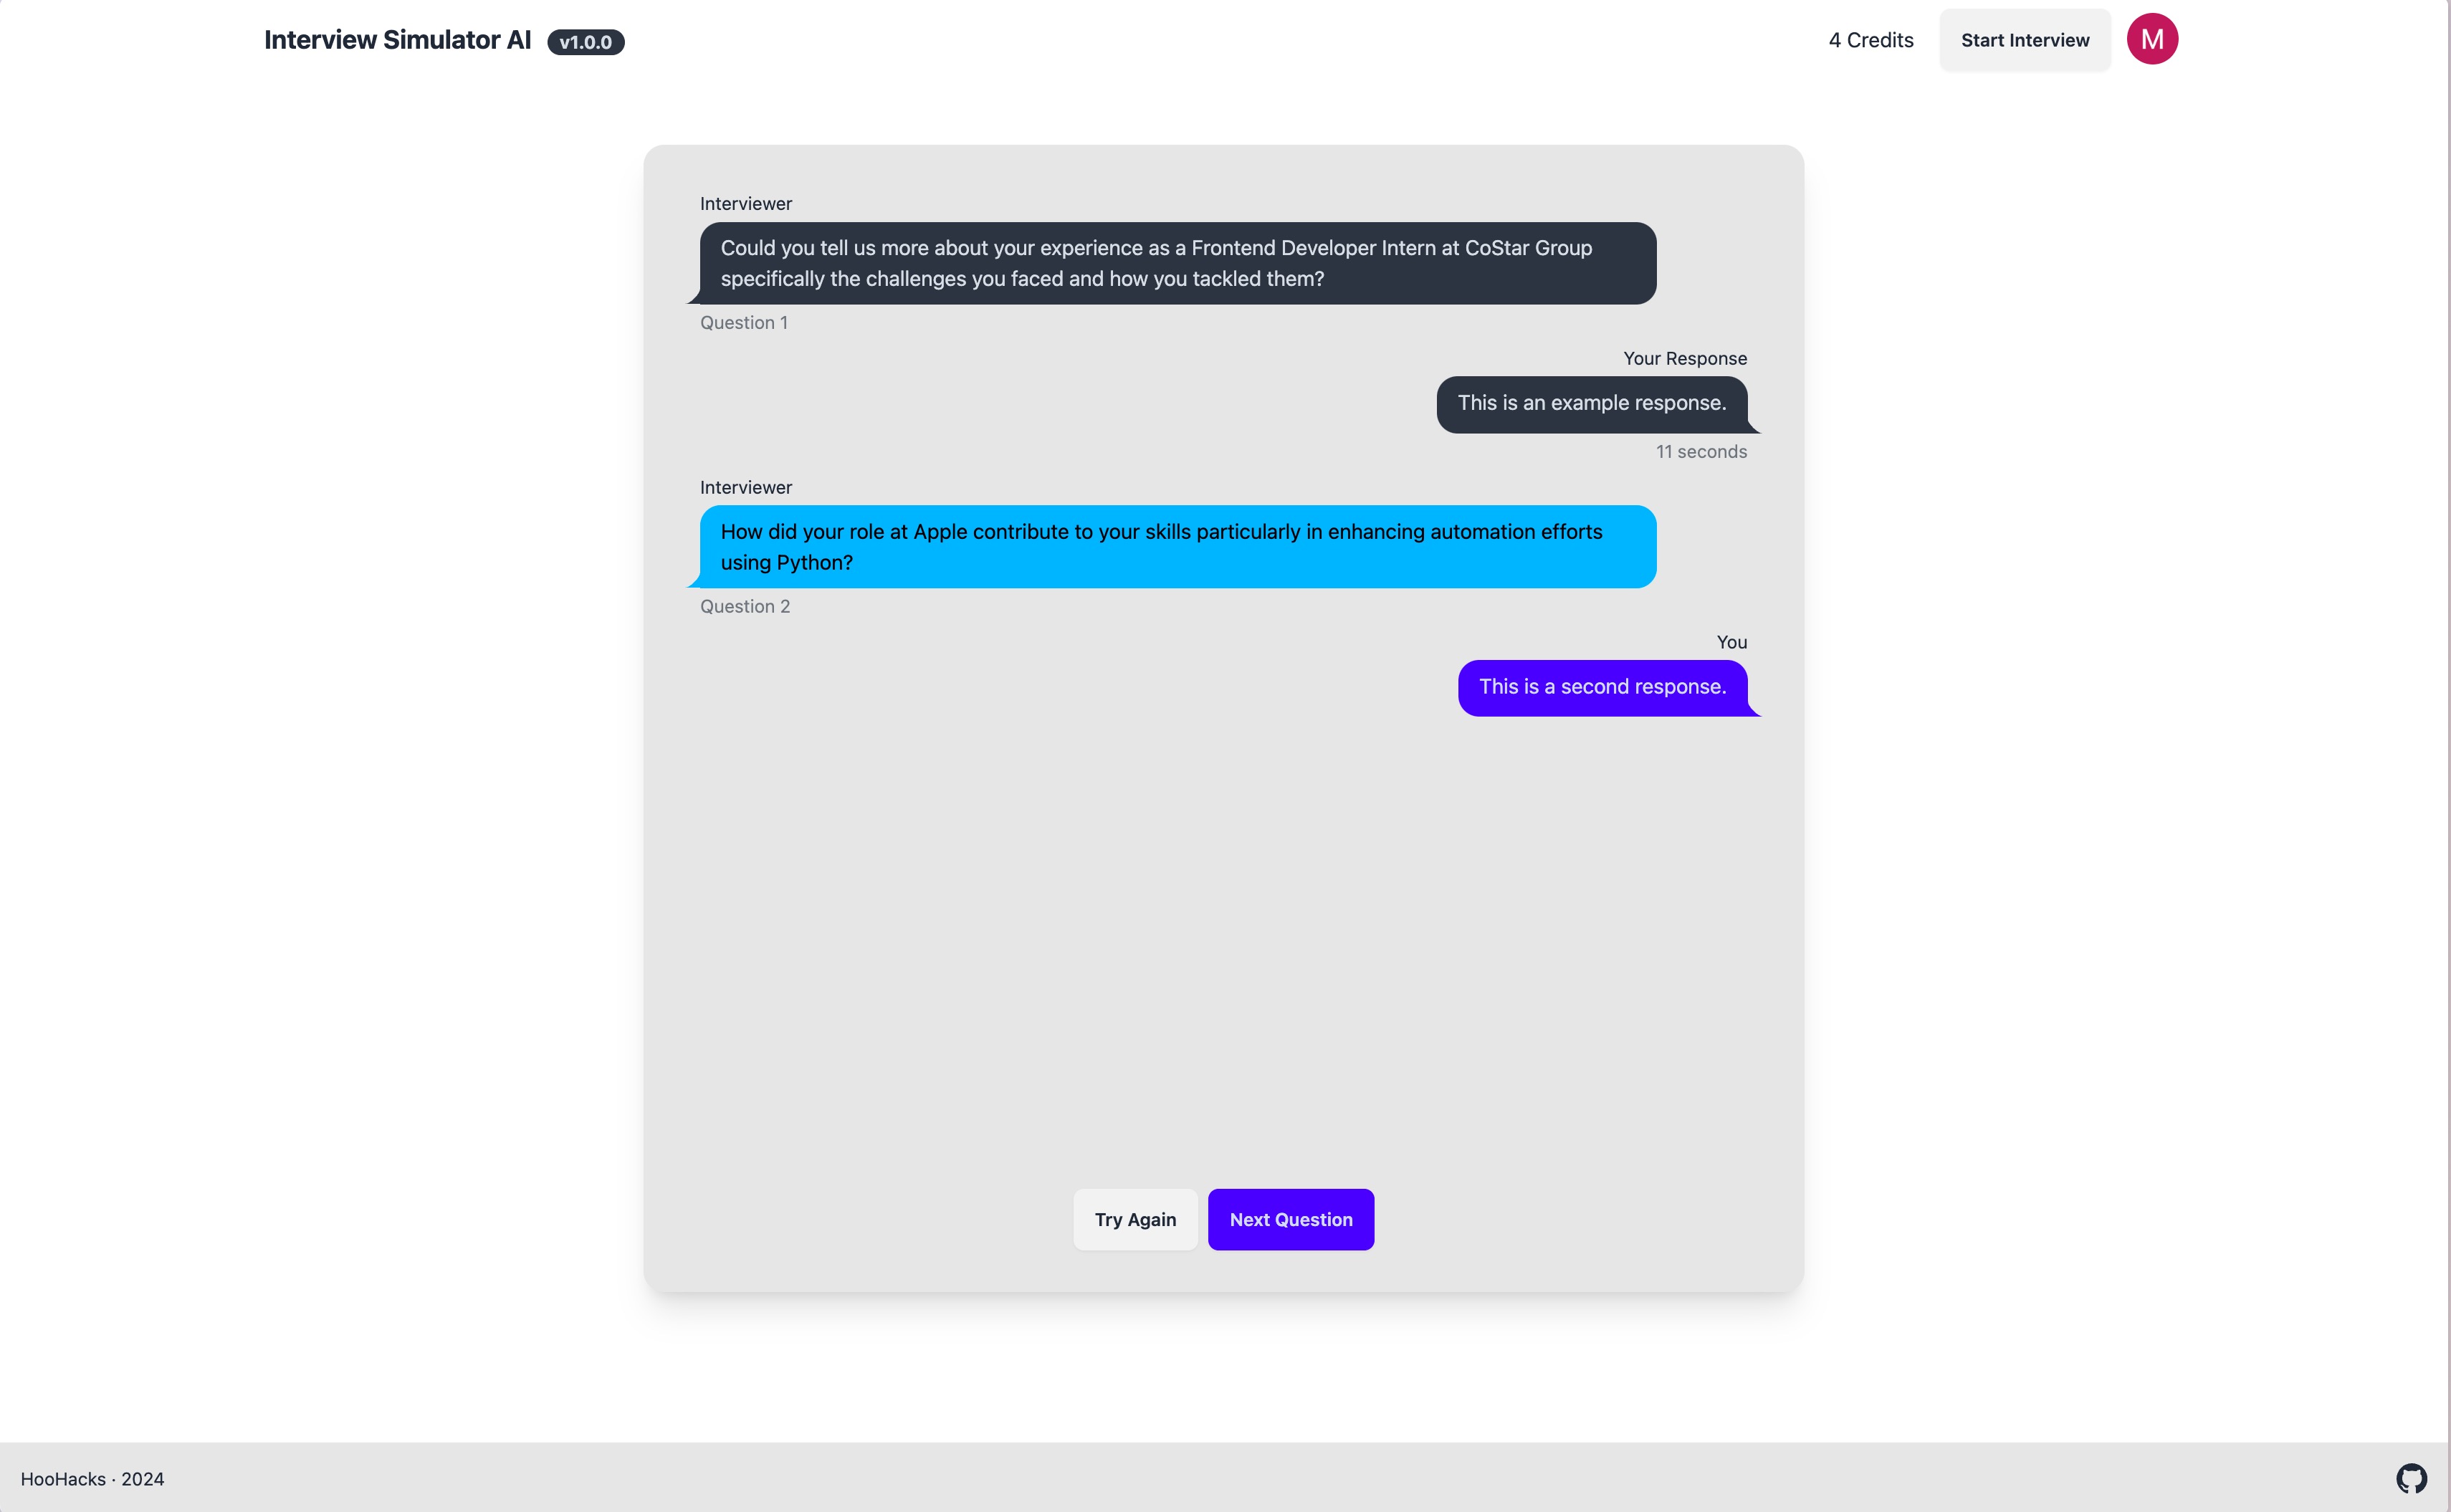 Interview Simulator AI v1.0.0
4 Credits
Start Interview
M
Interviewer
Could you tell us more about your experience as a Frontend Developer Intern at CoStar Group
specifically the challenges you faced and how you tackled them?
Question 1
Your Response
This is an example response.
11 seconds
Interviewer
How did your role at Apple contribute to your skills particularly in enhancing automation efforts
using Python?
Question 2
You
This is a second response.
Try Again
Next Question
HooHacks · 2024